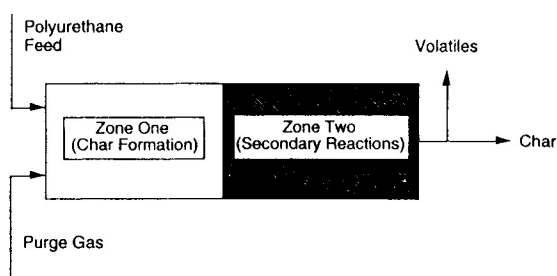 Polyurethane
Feed
Volatiles
Zone One
(Char Formation)
Zone Two
(Secondary Reactions)
Char
Purge Gas